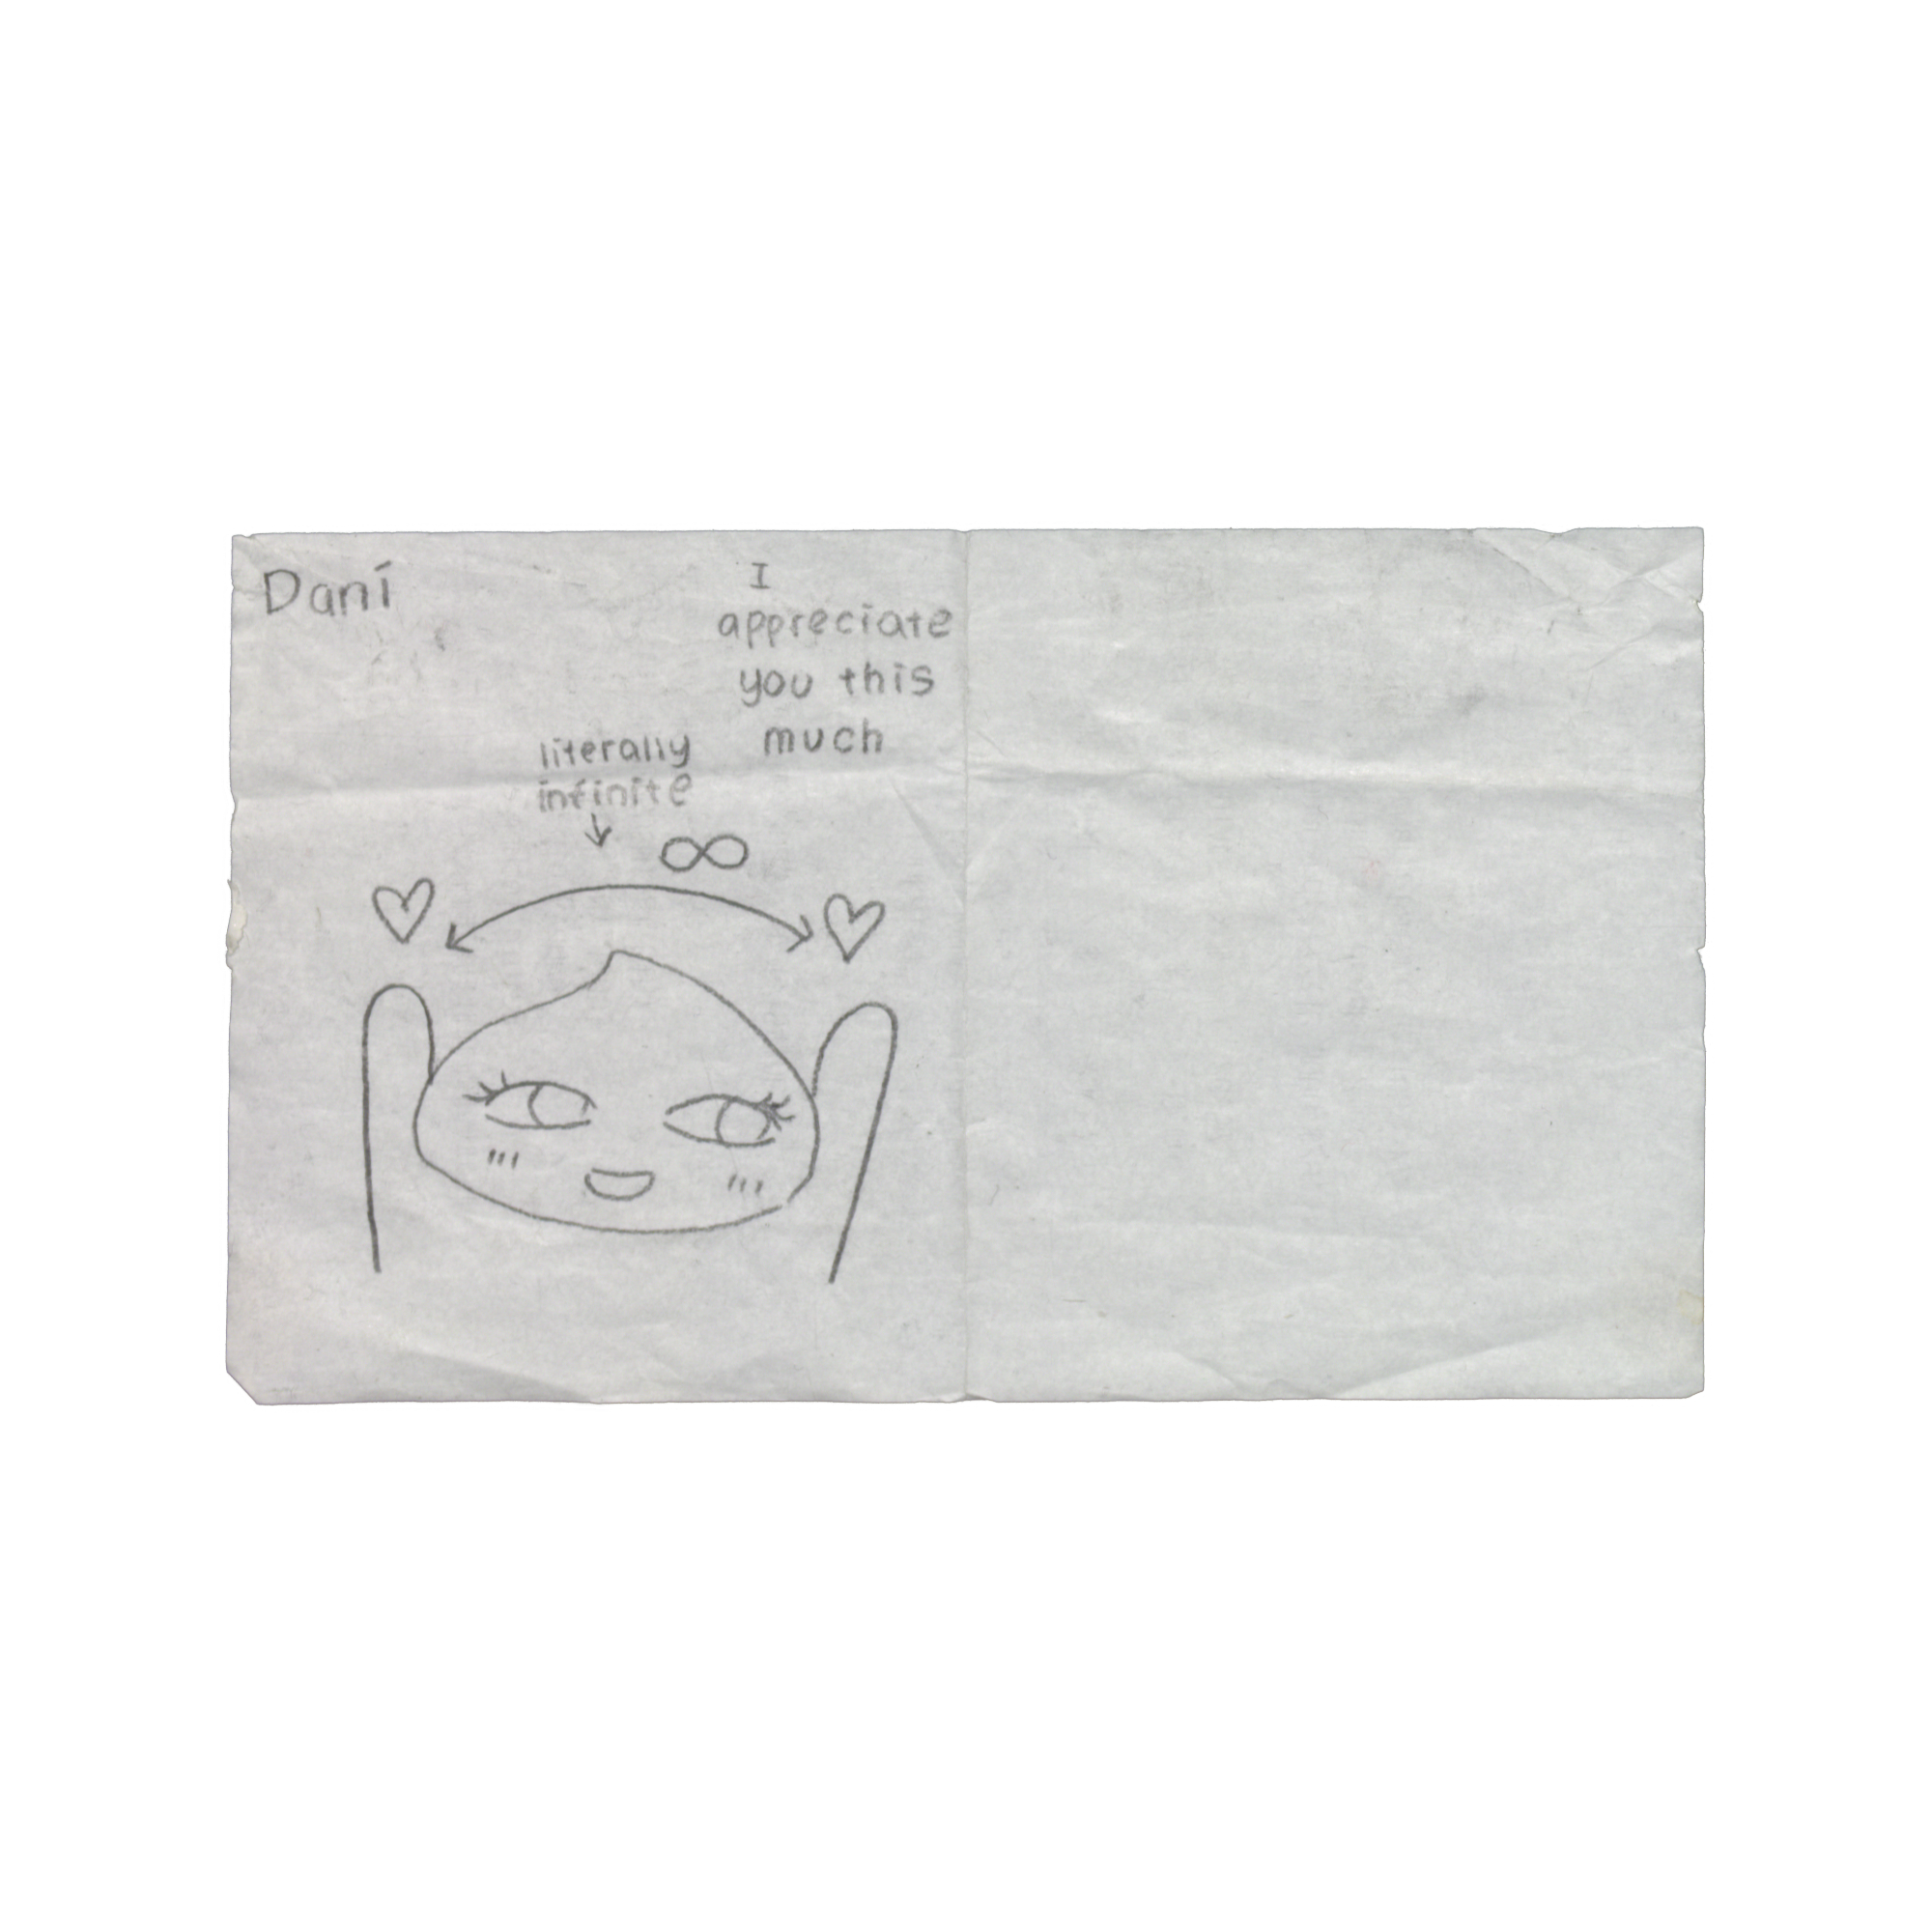 Dani
I
appreciate
you this
much
literally
infinite
∞